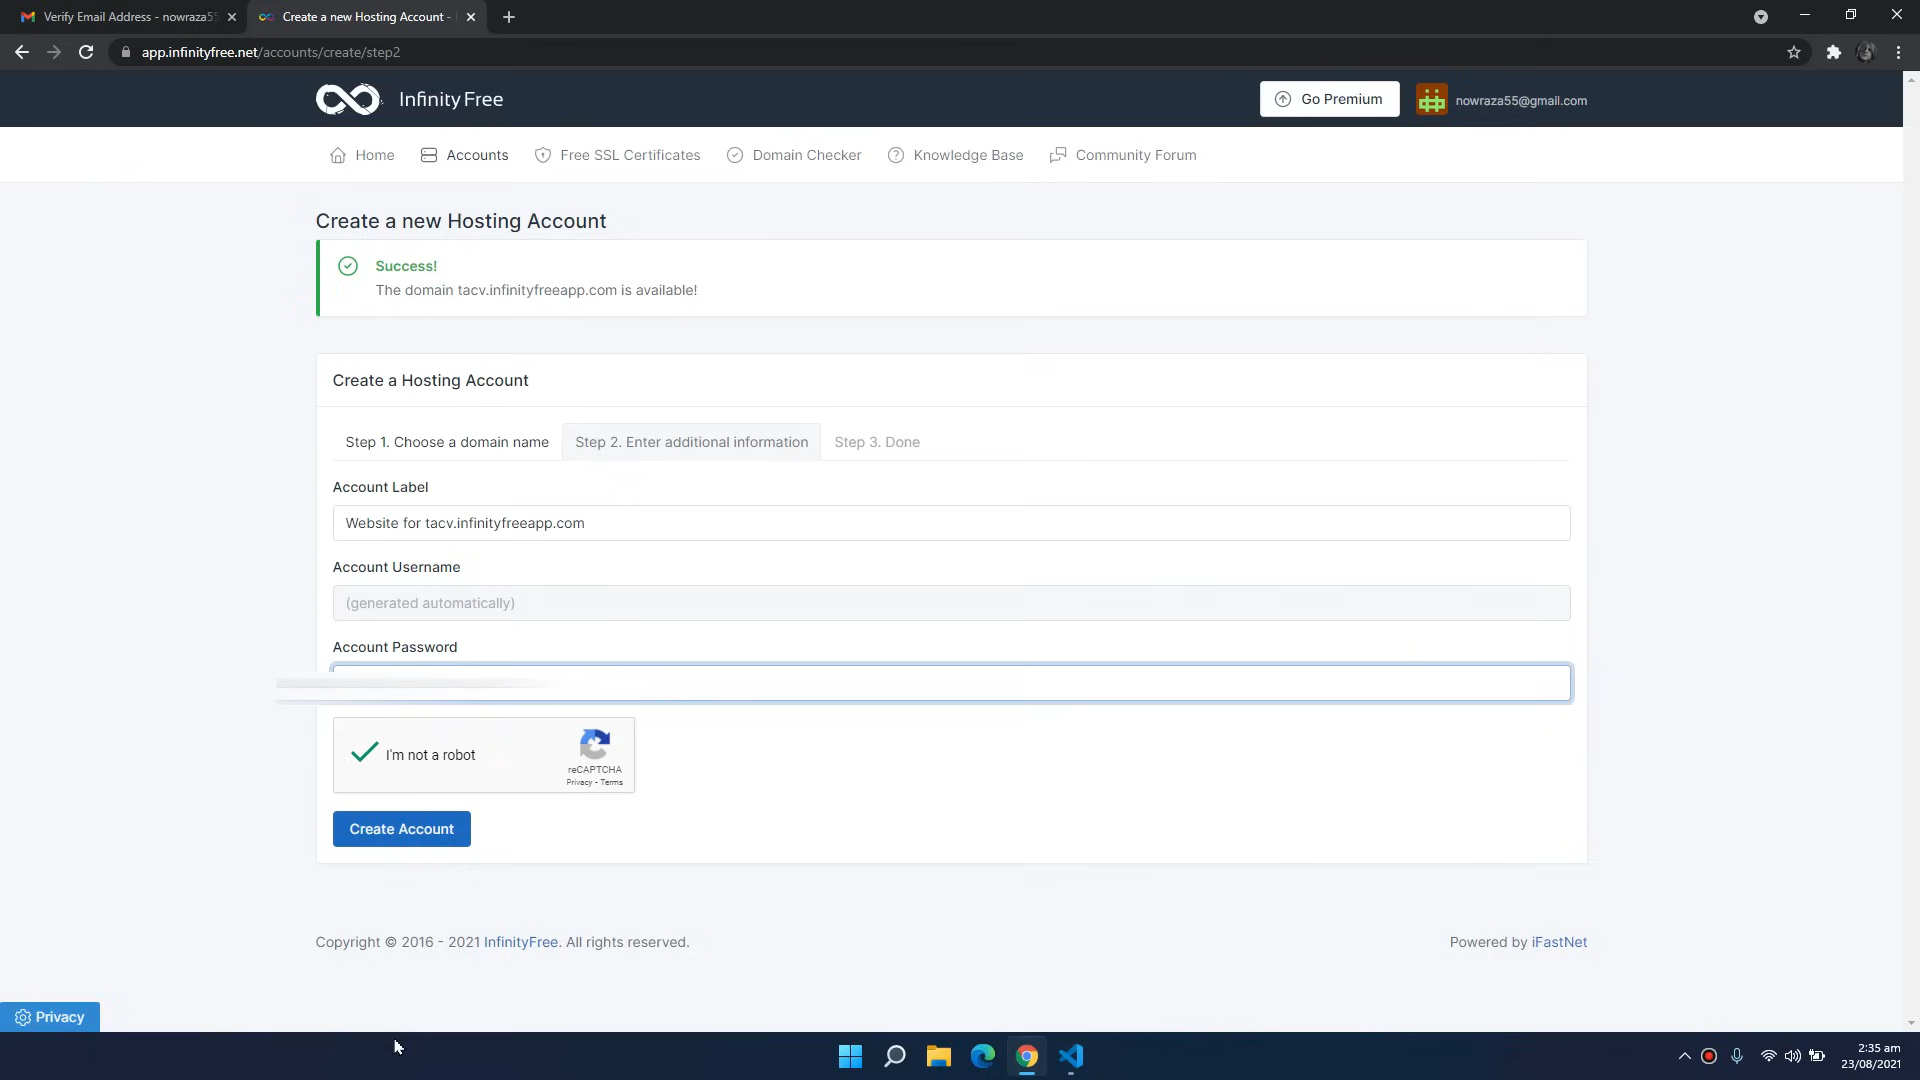 Verify Email Address - nowraza55
Create a new Hosting Account -
app.infinityfree.net/accounts/create/step2
InfinityFree
Go Premium
nowraza55@gmail.com
Home
Accounts
Free SSL Certificates
Domain Checker
Knowledge Base
Community Forum
Create a new Hosting Account
Success!
The domain tacv.infinityfreeapp.com is available!
Create a Hosting Account
Step 1. Choose a domain name
Step 2. Enter additional information
Step 3. Done
Account Label
Website for tacv.infinityfreeapp.com
Account Username
(generated automatically)
Account Password
I'm not a robot
reCAPTCHA
Privacy - Terms
Create Account
Copyright © 2016 - 2021 InfinityFree. All rights reserved.
Powered by iFastNet
Privacy
2:35 am
23/08/2021